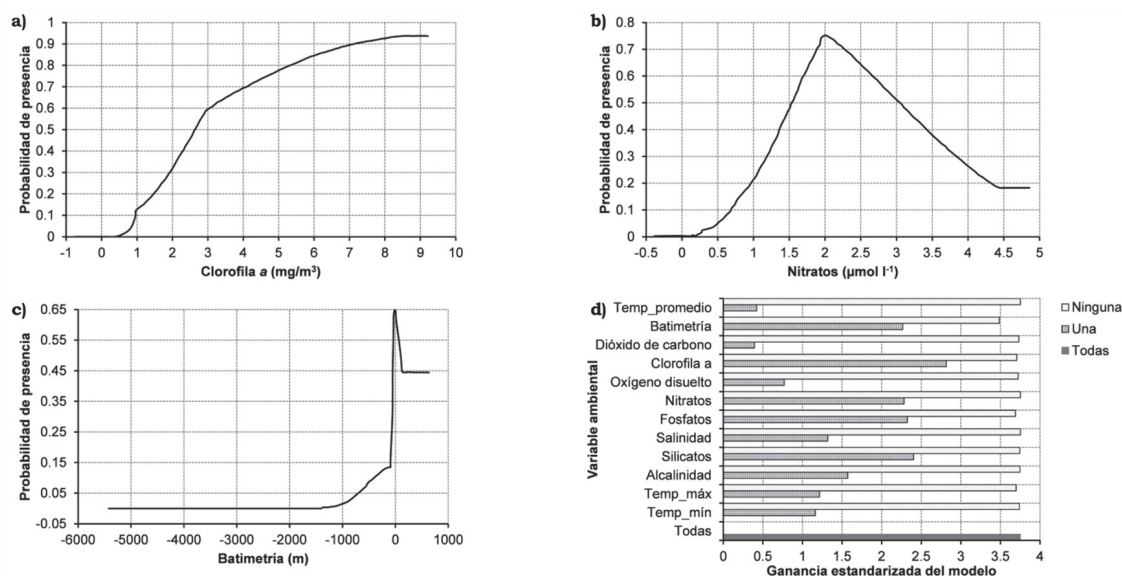 a)
Probabilidad de presencia
1
0.9
0.8
0.7
0.6
0.5
0.4
0.3
0.2
0.1
0
-1 0 1 2 3 4 5 6 7 8 9 10
Clorofila a (mg/m³)
b)
Probabilidad de presencia
0.8
0.7
0.6
0.5
0.4
0.3
0.2
0.1
0
-0.5 0 0.5 1 1.5 2 2.5 3 3.5 4 4.5 5
Nitratos (µmol l⁻¹)
c)
Probabilidad de presencia
0.65
0.55
0.45
0.35
0.25
0.15
0.05
-0.05
-6000 -5000 -4000 -3000 -2000 -1000 0 1000
Batimetría (m)
d)
Variable ambiental
Temp_promedio
Batimetría
Dióxido de carbono
Clorofila a
Oxígeno disuelto
Nitratos
Fosfatos
Salinidad
Silicatos
Alcalinidad
Temp_máx
Temp_mín
Todas
0 0.5 1 1.5 2 2.5 3 3.5 4
Ganancia estandarizada del modelo
Ninguna
Una
Todas